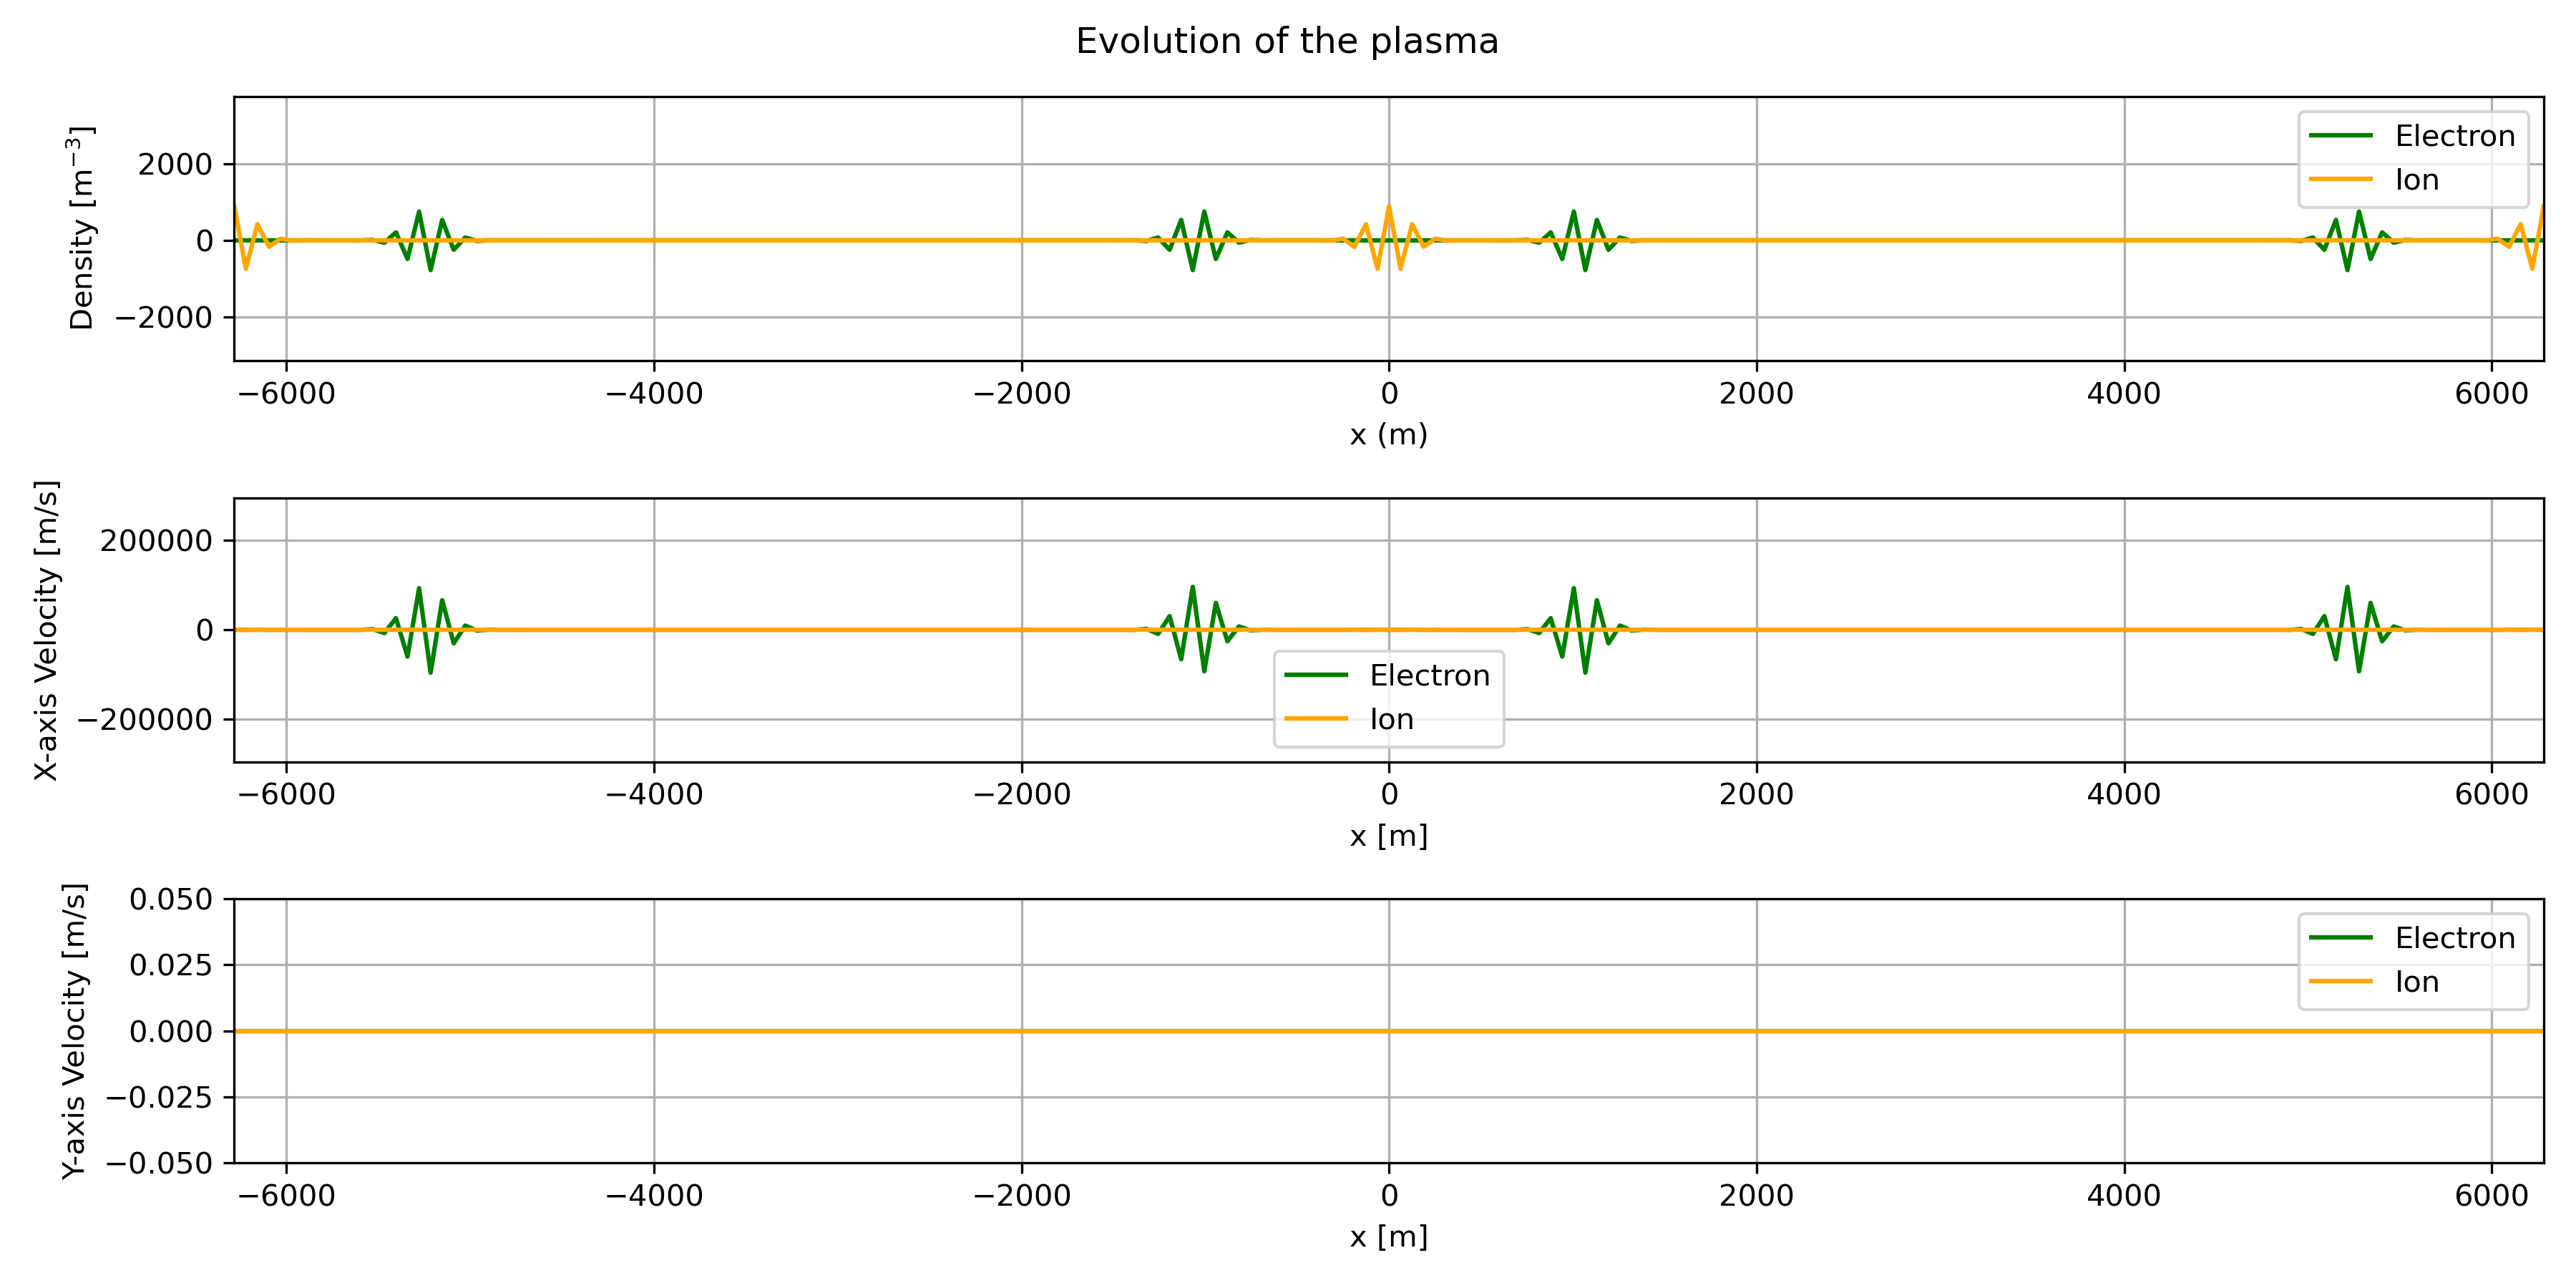 Evolution of the plasma
Density [m⁻³]
2000
0
−2000
Electron
Ion
−6000 −4000 −2000 0 2000 4000 6000
x (m)
X-axis Velocity [m/s]
200000
0
−200000
Electron
Ion
−6000 −4000 −2000 0 2000 4000 6000
x [m]
Y-axis Velocity [m/s]
0.050
0.025
0.000
−0.025
−0.050
Electron
Ion
−6000 −4000 −2000 0 2000 4000 6000
x [m]